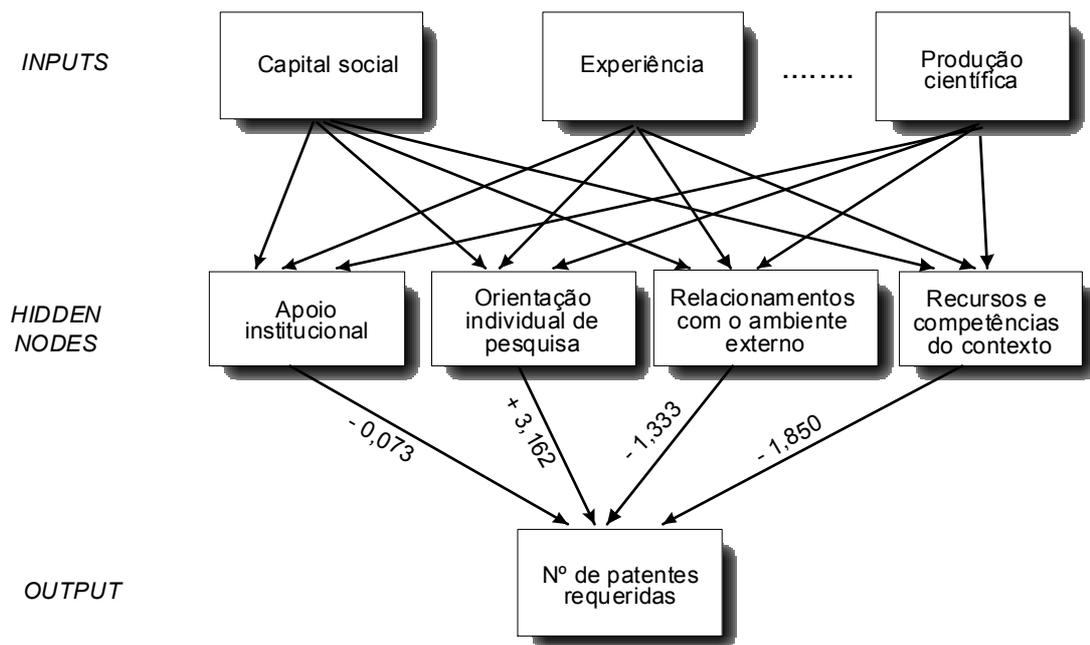 INPUTS
Capital social
Experiência
........
Produção
científica
HIDDEN
NODES
Apoio
institucional
Orientação
individual de
pesquisa
Relacionamentos
com o ambiente
externo
Recursos e
competências
do contexto
- 0,073
+ 3,162
- 1,333
- 1,850
OUTPUT
Nº de patentes
requeridas